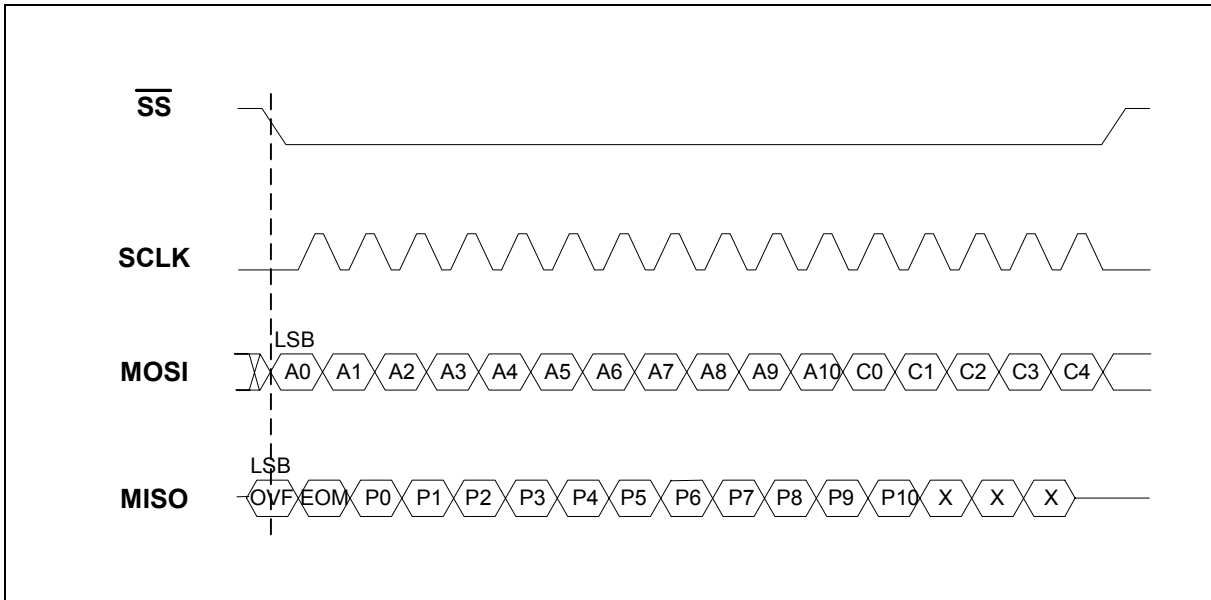 SS
SCLK
LSB
MOSI A0 A1 A2 A3 A4 A5 A6 A7 A8 A9 A10 C0 C1 C2 C3 C4
LSB
MISO OVF EOM P0 P1 P2 P3 P4 P5 P6 P7 P8 P9 P10 X X X